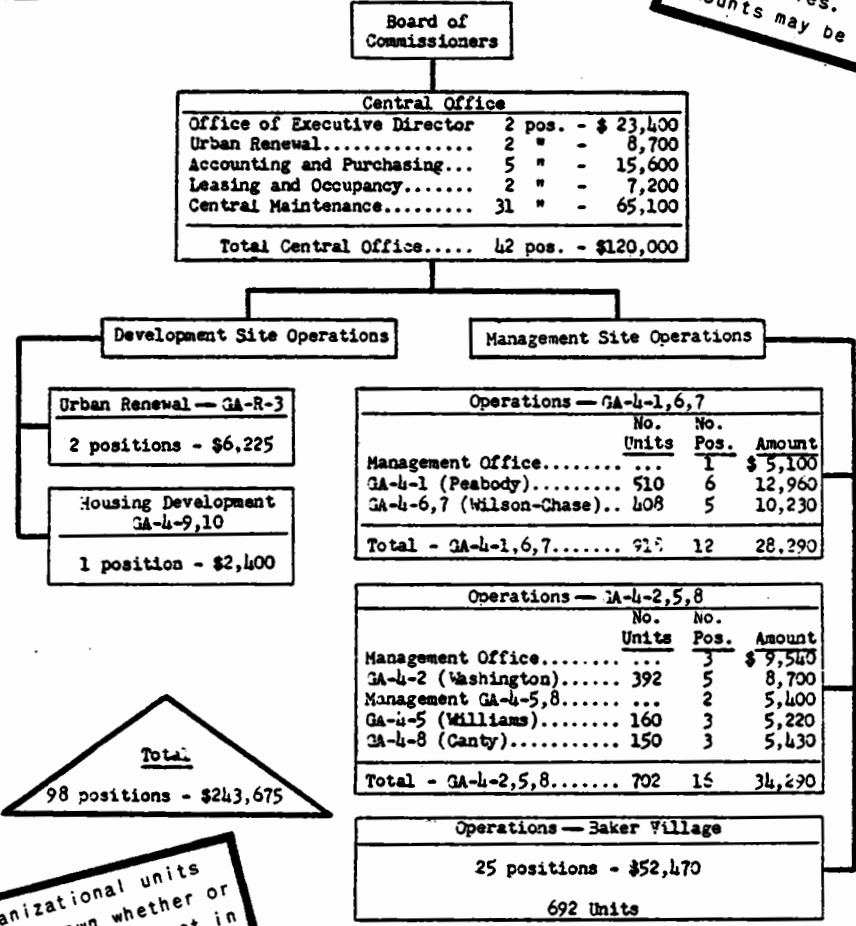 es.
ounts may be
Board of
Commissioners
Central Office
Office of Executive Director 2 pos. - $ 23,400
Urban Renewal............... 2 " - 8,700
Accounting and Purchasing... 5 " - 15,600
Leasing and Occupancy....... 2 " - 7,200
Central Maintenance......... 31 " - 65,100
Total Central Office..... 42 pos. - $120,000
Development Site Operations
Management Site Operations
Urban Renewal — GA-R-3
2 positions - $6,225
Housing Development
GA-4-9,10
1 position - $2,400
Operations — GA-4-1,6,7
No. No.
Units Pos. Amount
Management Office........ ... 1 $ 5,100
GA-4-1 (Peabody)......... 510 6 12,960
GA-4-6,7 (Wilson-Chase).. 408 5 10,230
Total - GA-4-1,6,7....... 12 28,290
Operations — GA-4-2,5,8
No. No.
Units Pos. Amount
Management Office........ ... 3 $ 9,540
GA-4-2 (Washington)...... 392 5 8,700
Management GA-4-5,8...... ... 2 5,400
GA-4-5 (Williams)........ 160 3 5,220
GA-4-8 (Canty)........... 150 3 5,430
Total - GA-4-2,5,8....... 702 16 34,290
Operations — Baker Village
25 positions - $52,470
692 Units
Total
98 positions - $243,675
anizational units
wn whether or
t in